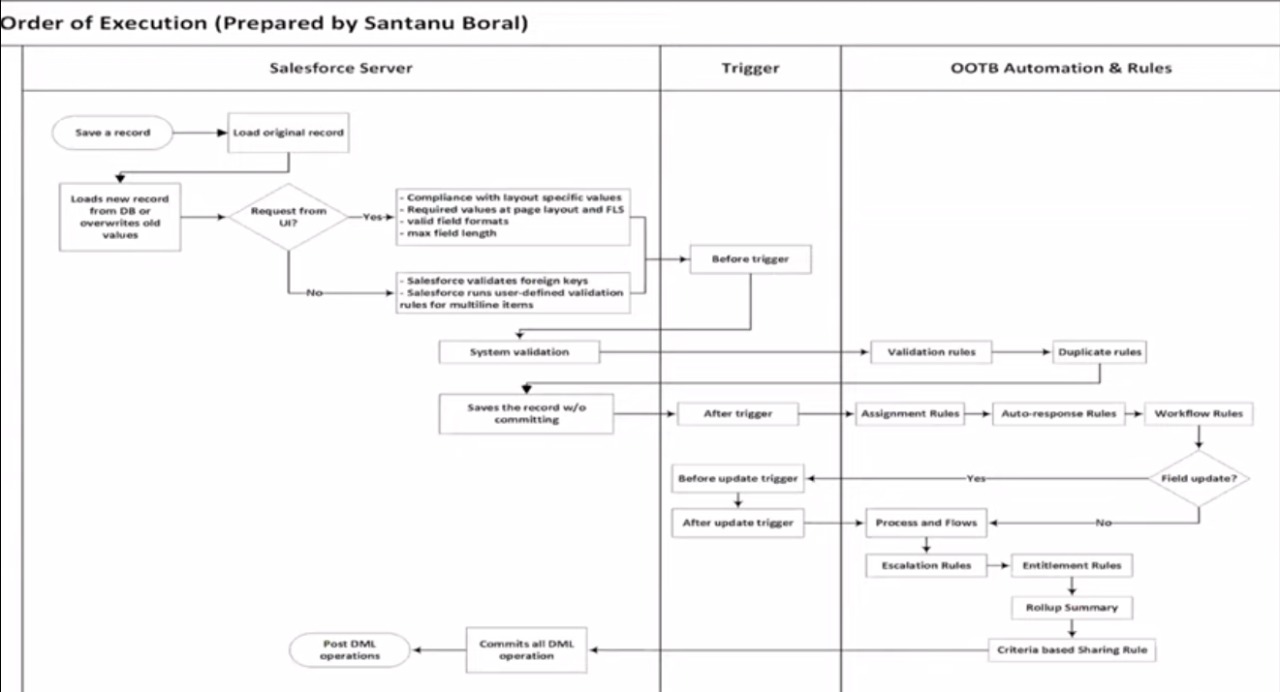 Order of Execution (Prepared by Santanu Boral)
Salesforce Server
Trigger
OOTB Automation & Rules
Save a record
Load original record
Loads new record
from DB or
overwrites old
values
Request from
UI?
Yes
- Compliance with layout specific values
- Required values at page layout and FLS
- valid field formats
- max field length
Before trigger
No
- Salesforce validates foreign keys
- Salesforce runs user-defined validation
rules for multiline items
System validation
Validation rules
Duplicate rules
Saves the record w/o
committing
After trigger
Assignment Rules
Auto-response Rules
Workflow Rules
Before update trigger
Yes
Field update?
After update trigger
Process and Flows
No
Escalation Rules
Entitlement Rules
Rollup Summary
Post DML
operations
Commits all DML
operation
Criteria based Sharing Rule